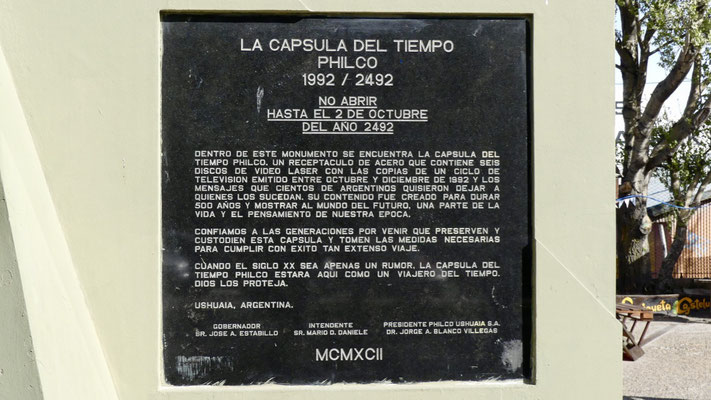 LA CAPSULA DEL TIEMPO
PHILCO
1992 / 2492
NO ABRIR
HASTA EL 2 DE OCTUBRE
DEL AÑO 2492
DENTRO DE ESTE MONUMENTO SE ENCUENTRA LA CAPSULA DEL
TIEMPO PHILCO. UN RECEPTACULO DE ACERO QUE CONTIENE SEIS
DISCOS DE VIDEO LASER CON LAS COPIAS DE UN CICLO DE
TELEVISION EMITIDO ENTRE OCTUBRE Y DICIEMBRE DE 1992 Y LOS
MENSAJES QUE CIENTOS DE ARGENTINOS QUISIERON DEJAR A
QUIENES LOS SUCEDAN. SU CONTENIDO FUE CREADO PARA DURAR
500 AÑOS Y MOSTRAR AL MUNDO DEL FUTURO, UNA PARTE DE LA
VIDA Y EL PENSAMIENTO DE NUESTRA EPOCA.
CONFIAMOS A LAS GENERACIONES POR VENIR QUE PRESERVEN Y
CUSTODIEN ESTA CAPSULA Y TOMEN LAS MEDIDAS NECESARIAS
PARA CUMPLIR CON EXITO TAN EXTENSO VIAJE.
CUANDO EL SIGLO XX SEA APENAS UN RUMOR, LA CAPSULA DEL
TIEMPO PHILCO ESTARA AQUI COMO UN VIAJERO DEL TIEMPO.
DIOS LOS PROTEJA.
USHUAIA, ARGENTINA.
GOBERNADOR INTENDENTE PRESIDENTE PHILCO USHUAIA S.A.
SR. JOSE A. ESTABILLO SR. MARIO D. DANIELE DR. JORGE A. BLANCO VILLEGAS
MCMXCII